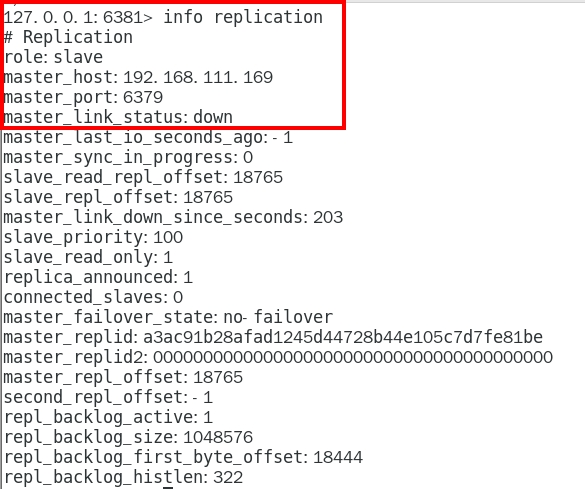 127.0.0.1:6381> info replication
# Replication
role:slave
master_host:192.168.111.169
master_port:6379
master_link_status:down
master_last_io_seconds_ago:-1
master_sync_in_progress:0
slave_read_repl_offset:18765
slave_repl_offset:18765
master_link_down_since_seconds:203
slave_priority:100
slave_read_only:1
replica_announced:1
connected_slaves:0
master_failover_state:no-failover
master_replid:a3ac91b28afad1245d44728b44e105c7d7fe81be
master_replid2:0000000000000000000000000000000000000000
master_repl_offset:18765
second_repl_offset:-1
repl_backlog_active:1
repl_backlog_size:1048576
repl_backlog_first_byte_offset:18444
repl_backlog_histlen:322